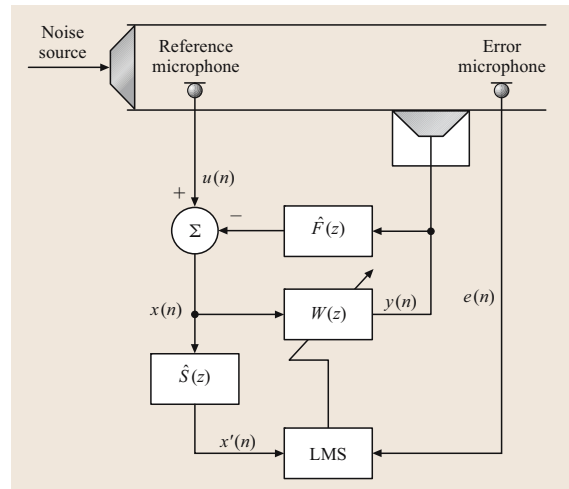 Noise
source
Reference
microphone
Error
microphone
u(n)
+
−
Σ
F̂(z)
x(n)
W(z)
y(n)
e(n)
Ŝ(z)
x′(n)
LMS